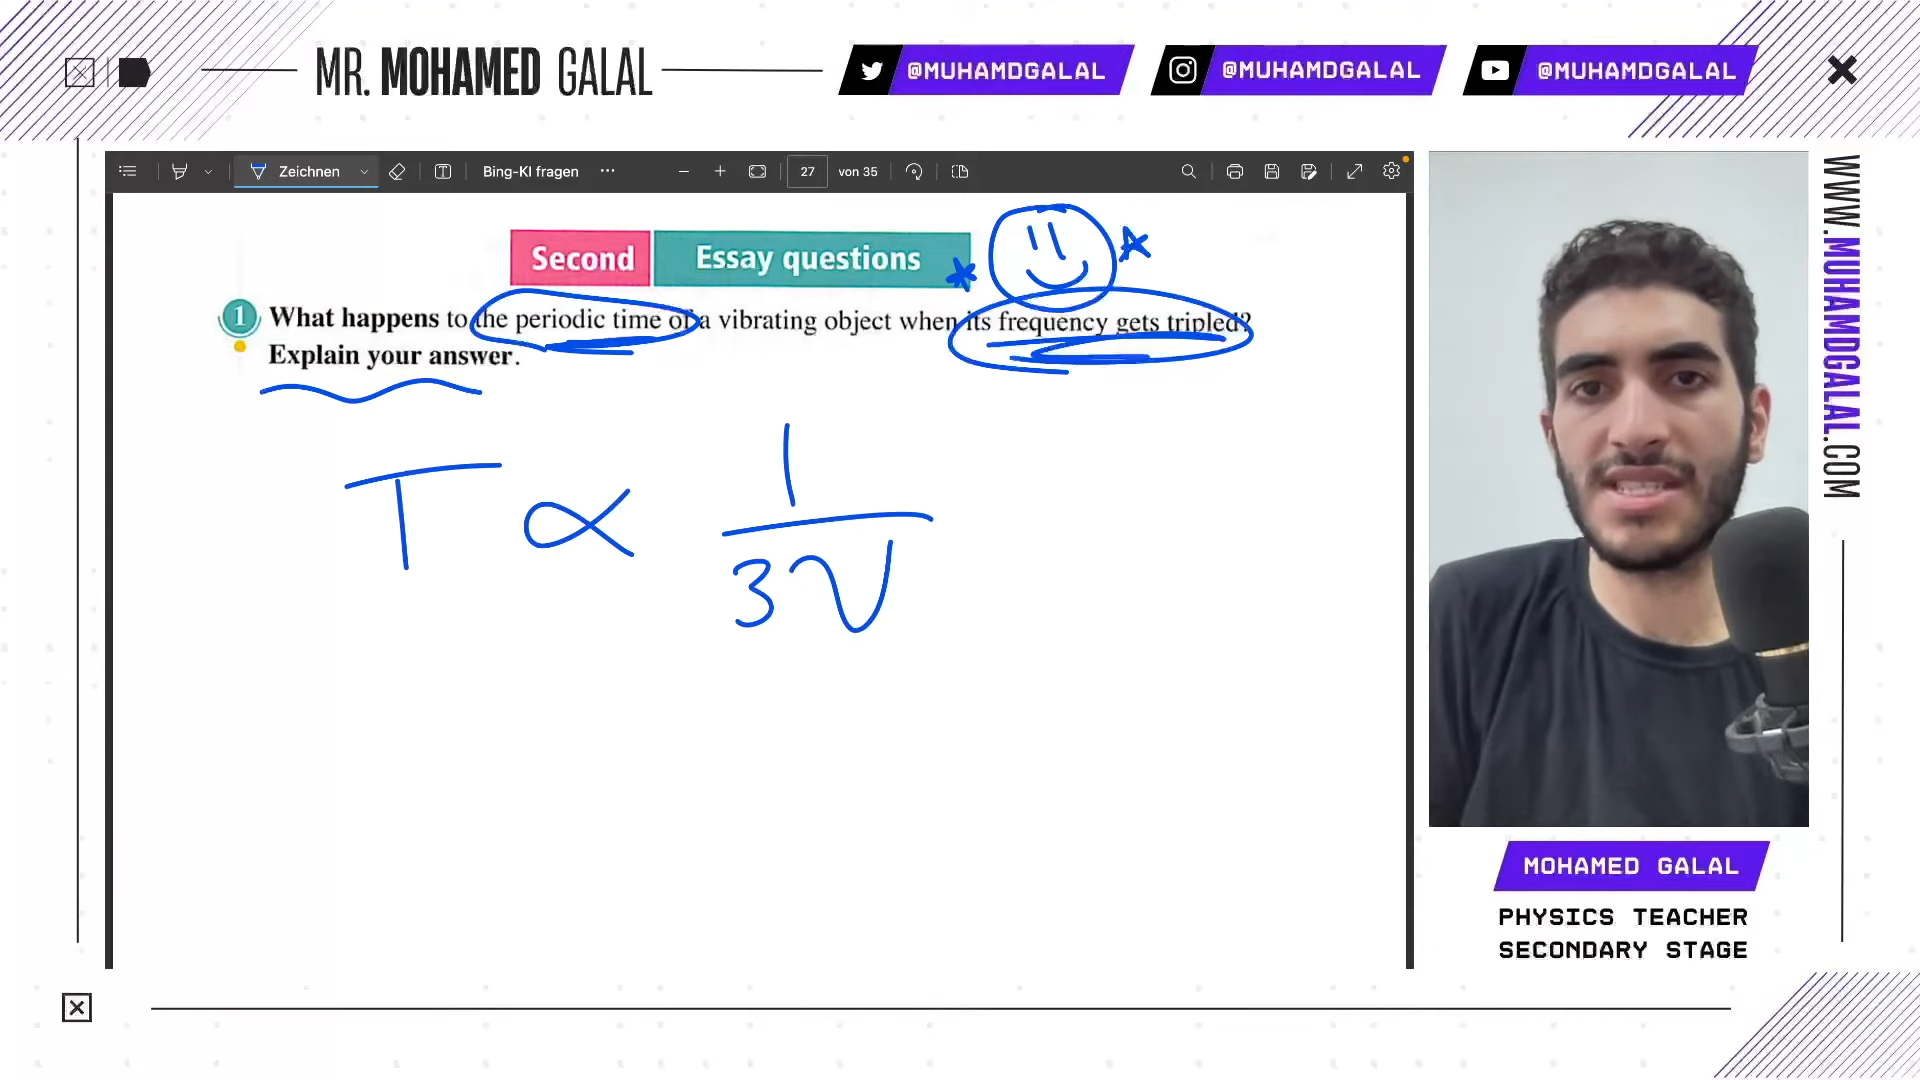 MR. MOHAMED GALAL
@MUHAMDGALAL
@MUHAMDGALAL
@MUHAMDGALAL
Zeichnen
Bing-KI fragen
27
von 35
Second
Essay questions
1
What happens to the periodic time of a vibrating object when its frequency gets tripled?
Explain your answer.
T ∝ 1
3ν
WWW.MUHAMDGALAL.COM
MOHAMED GALAL
PHYSICS TEACHER
SECONDARY STAGE